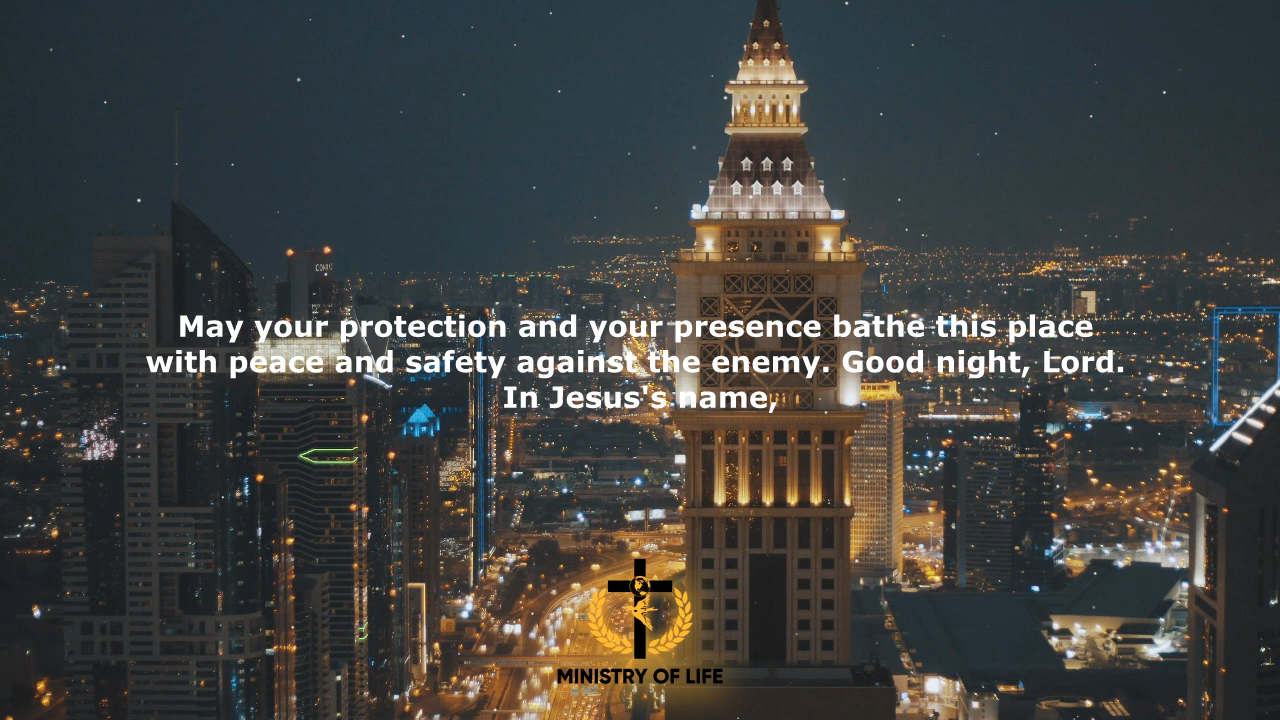 May your protection and your presence bathe this place
with peace and safety against the enemy. Good night, Lord.
In Jesus's name,
MINISTRY OF LIFE